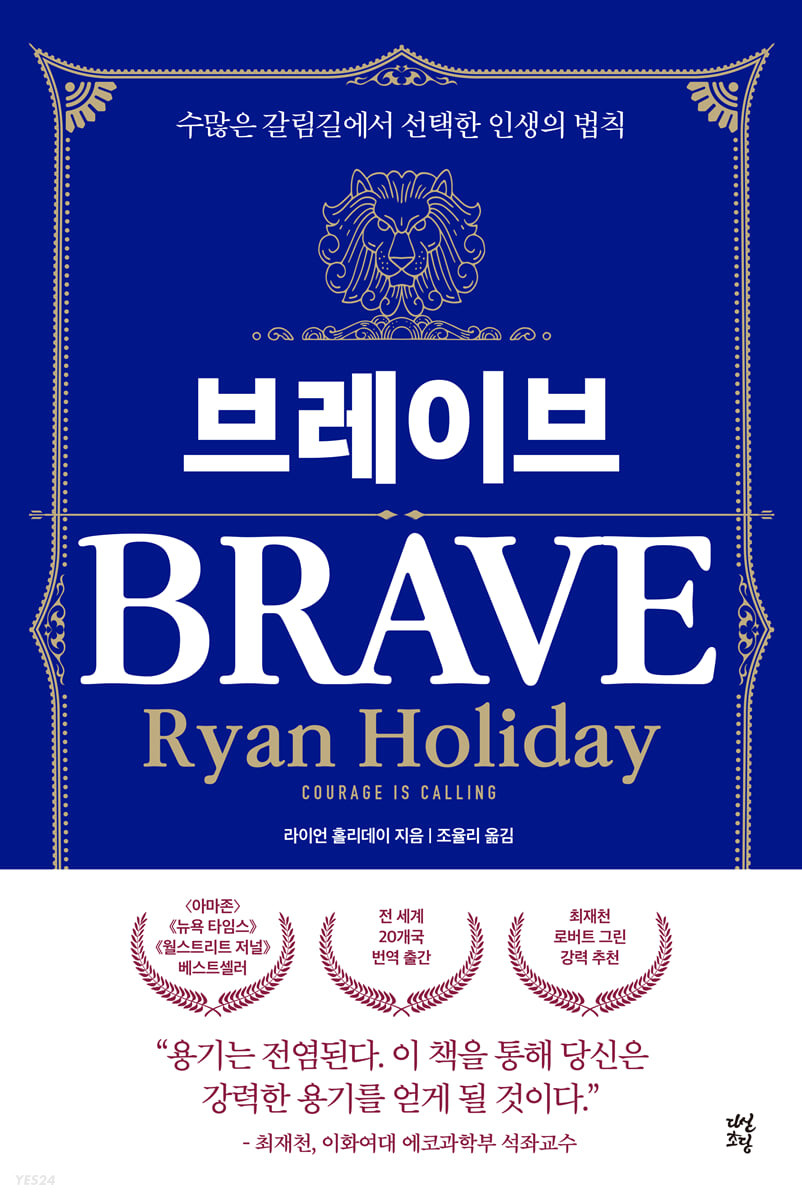 수많은 갈림길에서 선택한 인생의 법칙
브레이브
BRAVE
Ryan Holiday
COURAGE IS CALLING
라이언 홀리데이 지음 | 조율리 옮김
〈아마존〉
《뉴욕 타임스》
《월스트리트 저널》
베스트셀러
전 세계
20개국
번역 출간
최재천
로버트 그린
강력 추천
“용기는 전염된다. 이 책을 통해 당신은
강력한 용기를 얻게 될 것이다.”
- 최재천, 이화여대 에코과학부 석좌교수
다산
초당
YES24